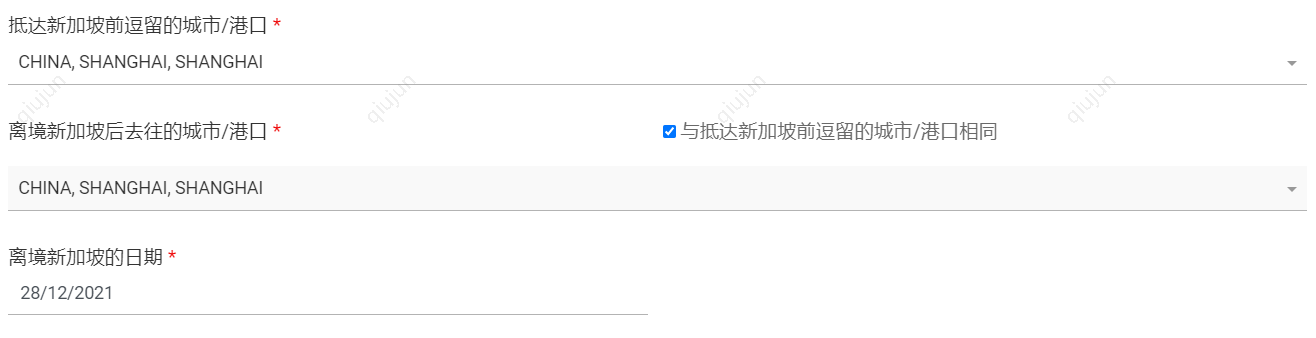 抵达新加坡前逗留的城市/港口 *
CHINA, SHANGHAI, SHANGHAI
qiujun qiujun qiujun qiujun
离境新加坡后去往的城市/港口 * 与抵达新加坡前逗留的城市/港口相同
CHINA, SHANGHAI, SHANGHAI
离境新加坡的日期 *
28/12/2021